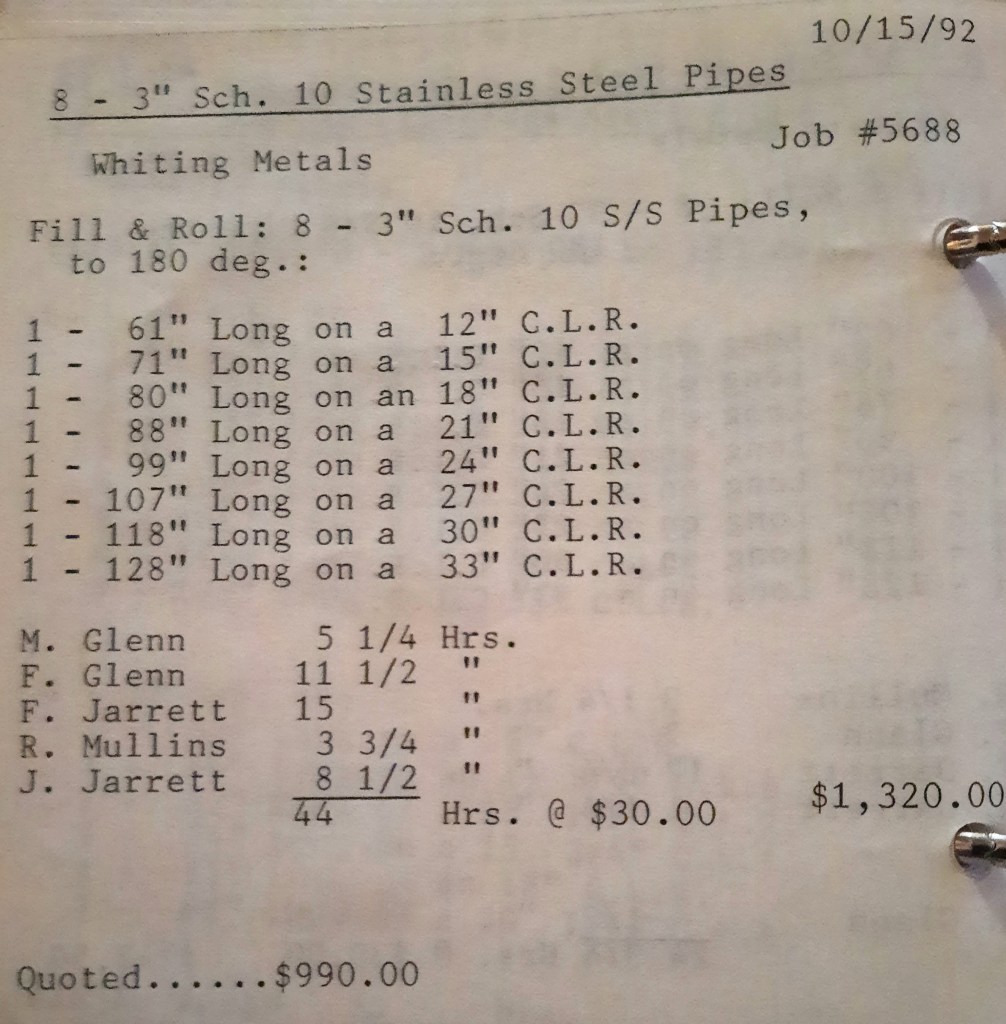 10/15/92
8 - 3" Sch. 10 Stainless Steel Pipes
Job #5688
Whiting Metals
Fill & Roll: 8 - 3" Sch. 10 S/S Pipes,
to 180 deg.:
1 - 61" Long on a 12" C.L.R.
1 - 71" Long on a 15" C.L.R.
1 - 80" Long on an 18" C.L.R.
1 - 88" Long on a 21" C.L.R.
1 - 99" Long on a 24" C.L.R.
1 - 107" Long on a 27" C.L.R.
1 - 118" Long on a 30" C.L.R.
1 - 128" Long on a 33" C.L.R.
M. Glenn 5 1/4 Hrs.
F. Glenn 11 1/2 "
F. Jarrett 15 "
R. Mullins 3 3/4 "
J. Jarrett 8 1/2 "
44 Hrs. @ $30.00 $1,320.00
Quoted......$990.00